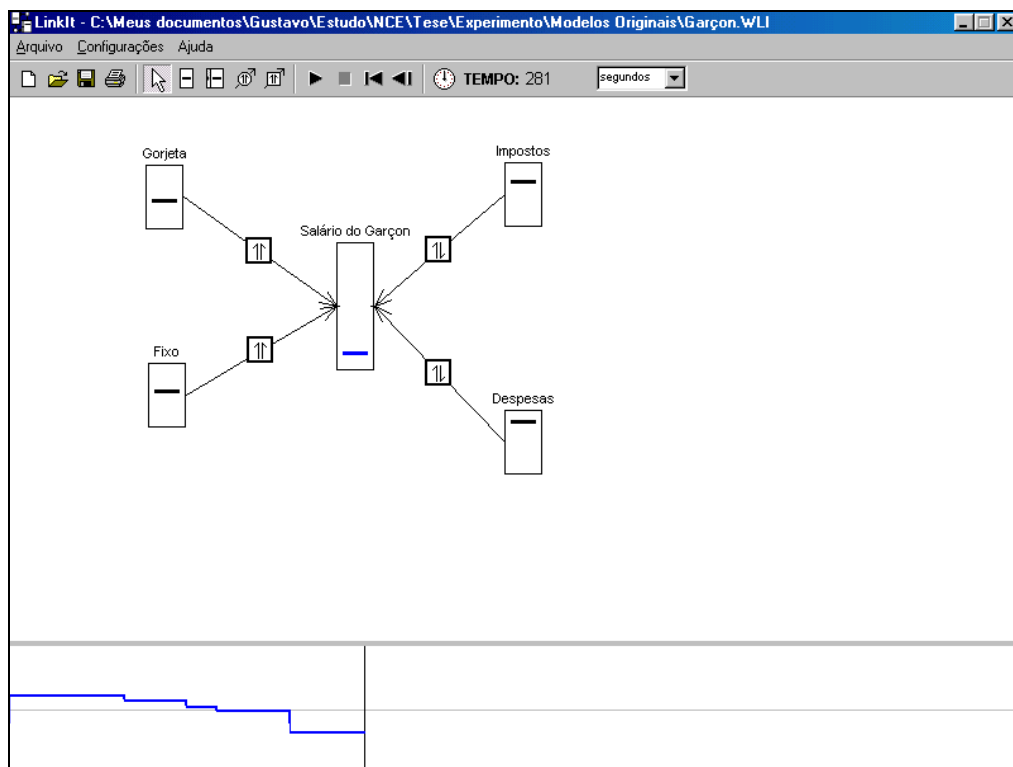 LinkIt - C:\Meus documentos\Gustavo\Estudo\NCE\Tese\Experimento\Modelos Originais\Garçon.WLI
Arquivo Configurações Ajuda
TEMPO: 281 segundos
Gorjeta
Impostos
Salário do Garçon
Fixo
Despesas